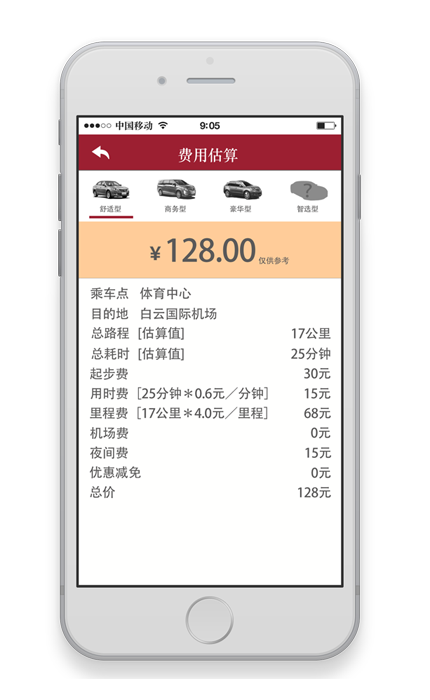 中国移动 9:05
费用估算
舒适型 商务型 豪华型 智选型
?
¥128.00 仅供参考
乘车点 体育中心
目的地 白云国际机场
总路程 [估算值] 17公里
总耗时 [估算值] 25分钟
起步费 30元
用时费 [25分钟*0.6元/分钟] 15元
里程费 [17公里*4.0元/里程] 68元
机场费 0元
夜间费 15元
优惠减免 0元
总价 128元